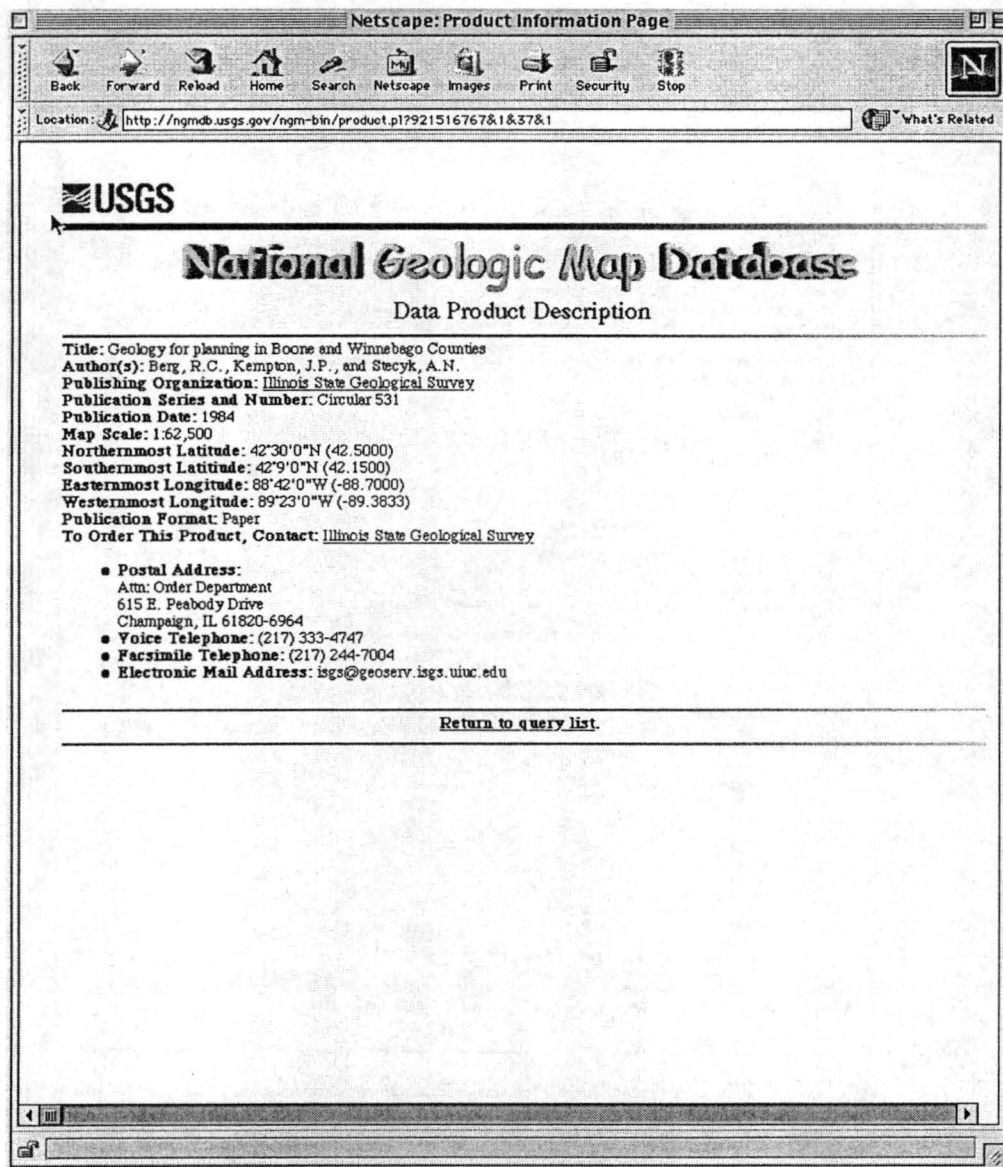 Netscape: Product Information Page
Back Forward Reload Home Search Netscape Images Print Security Stop
N
Location: http://ngmdb.usgs.gov/ngm-bin/product.pl?921516767&1&37&1 What's Related
USGS
National Geologic Map Database
Data Product Description
Title: Geology for planning in Boone and Winnebago Counties
Author(s): Berg, R.C., Kempton, J.P., and Stecyk, A.N.
Publishing Organization: Illinois State Geological Survey
Publication Series and Number: Circular 531
Publication Date: 1984
Map Scale: 1:62,500
Northernmost Latitude: 42°30'0"N (42.5000)
Southernmost Latitude: 42°9'0"N (42.1500)
Easternmost Longitude: 88°42'0"W (-88.7000)
Westernmost Longitude: 89°23'0"W (-89.3833)
Publication Format: Paper
To Order This Product, Contact: Illinois State Geological Survey
• Postal Address:
Attn: Order Department
615 E. Peabody Drive
Champaign, IL 61820-6964
• Voice Telephone: (217) 333-4747
• Facsimile Telephone: (217) 244-7004
• Electronic Mail Address: isgs@geoserv.isgs.uiuc.edu
Return to query list.